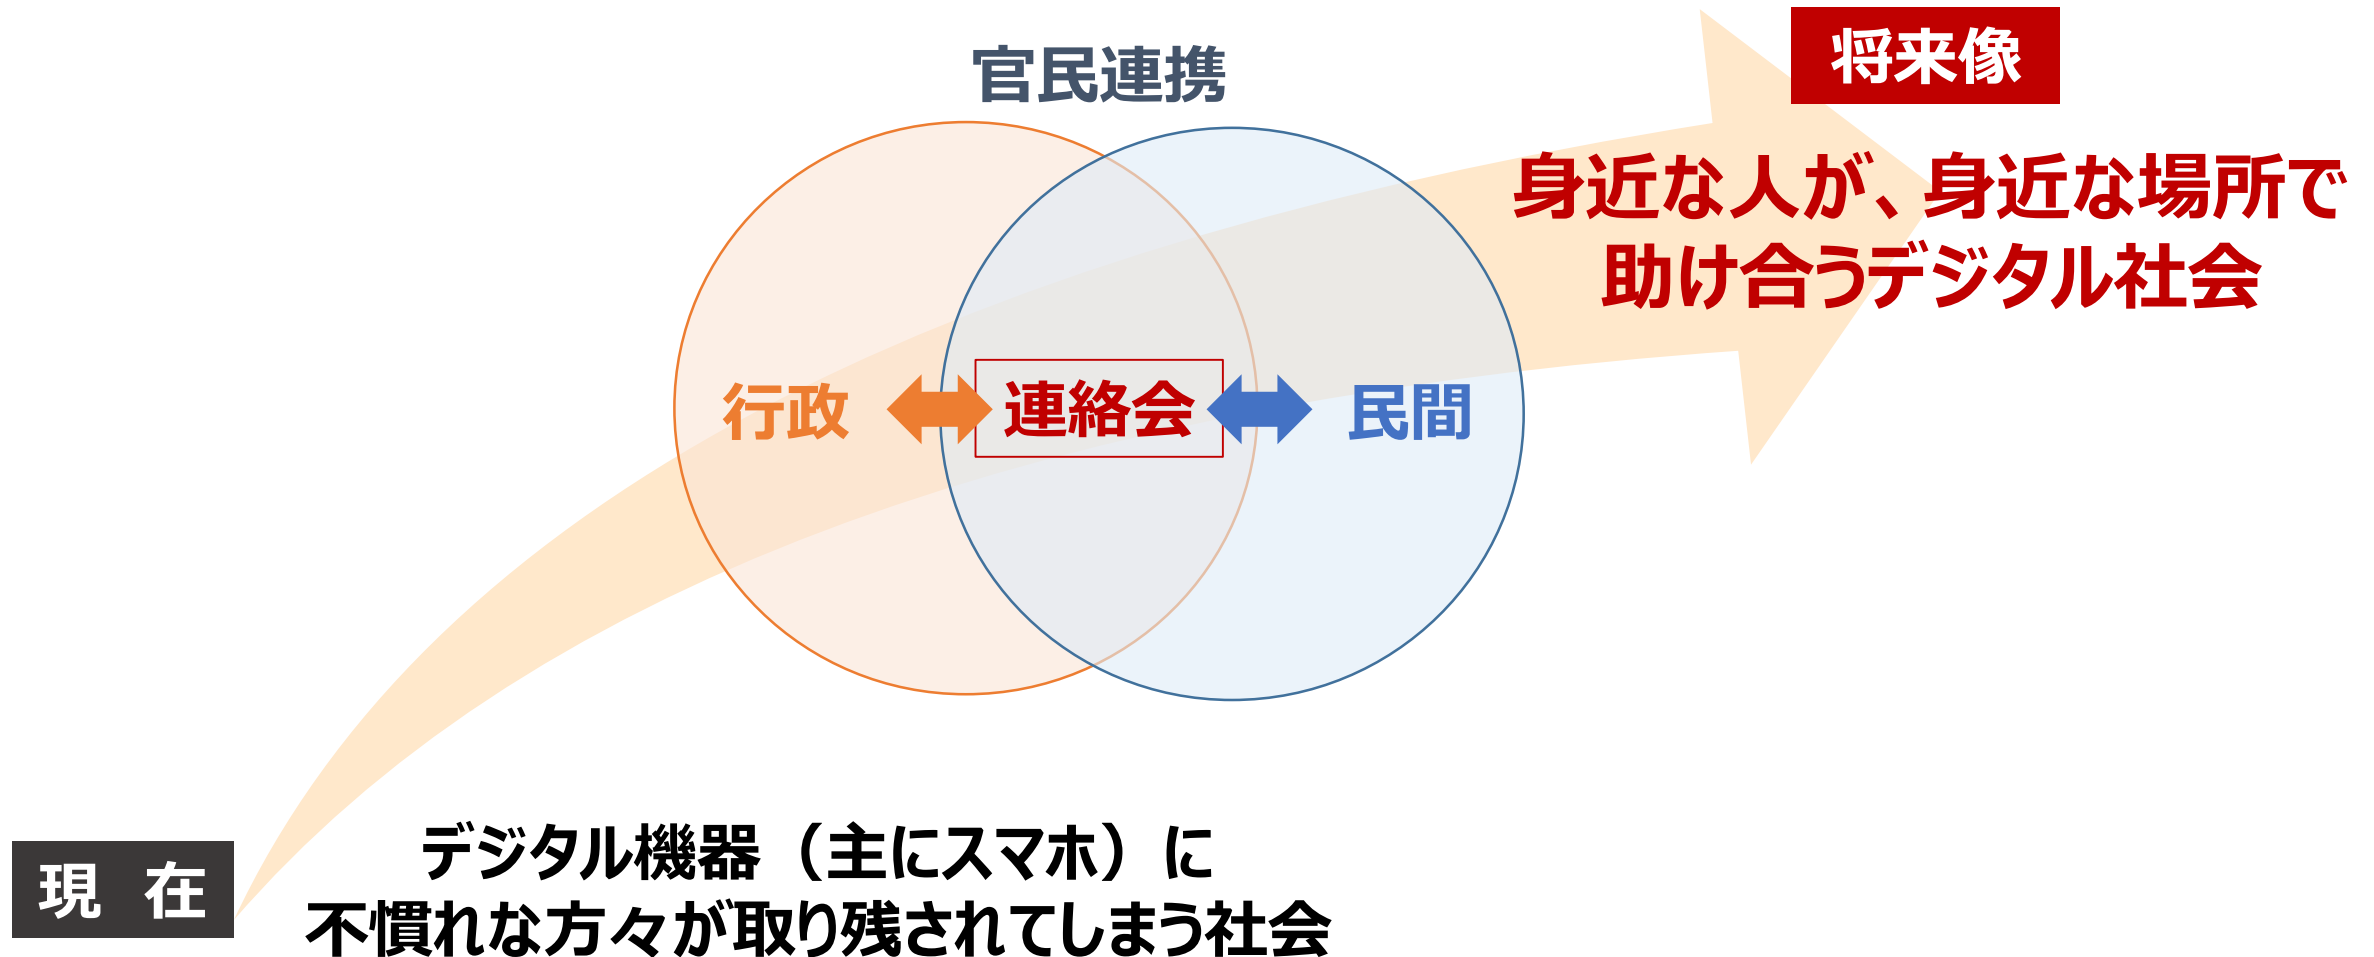 官民連携
将来像
身近な人が、身近な場所で
助け合うデジタル社会
行政
連絡会
民間
現 在
デジタル機器（主にスマホ）に
不慣れな方々が取り残されてしまう社会